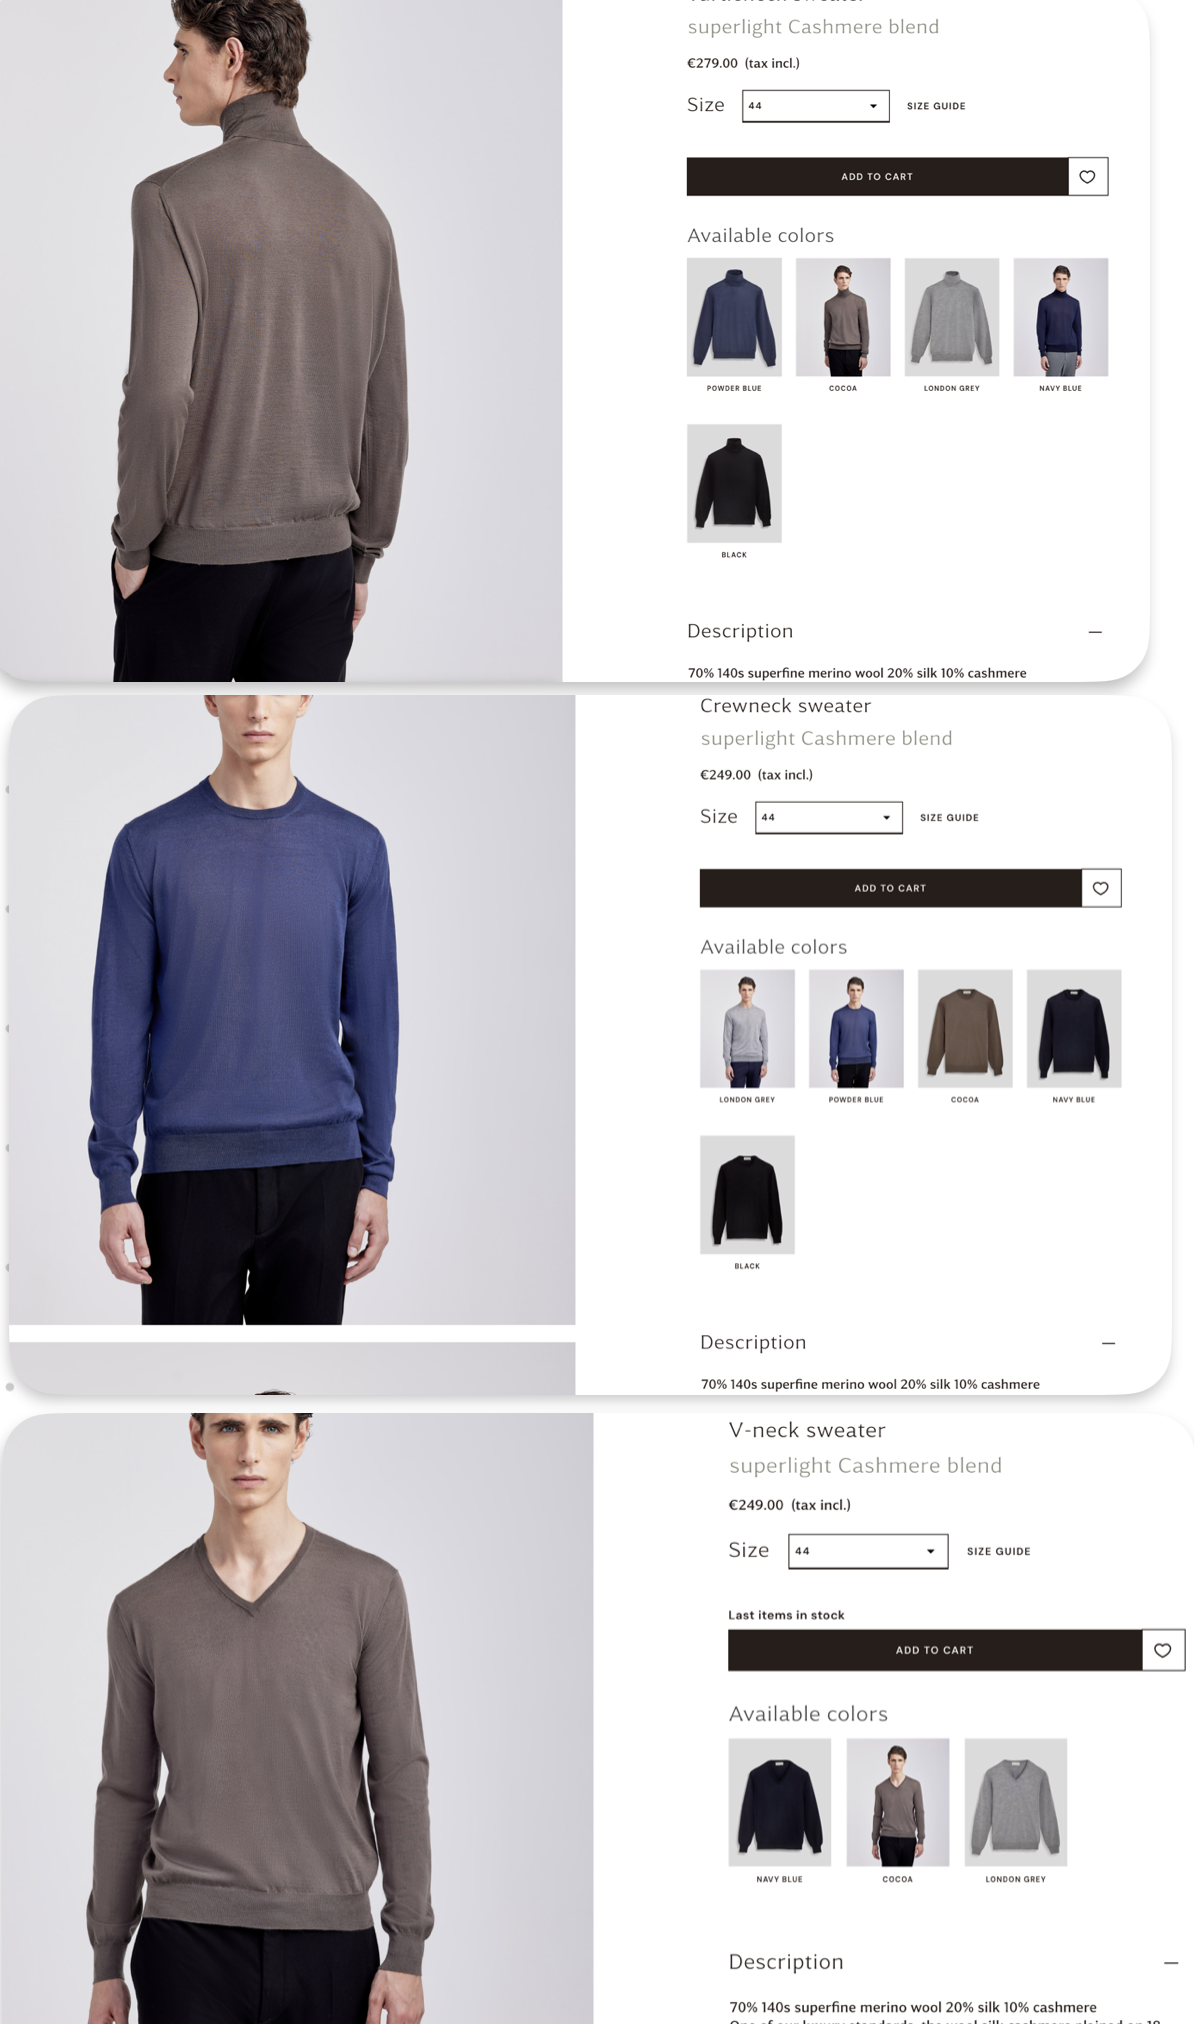 superlight Cashmere blend
€279.00 (tax incl.)
Size 44 SIZE GUIDE
ADD TO CART
Available colors
POWDER BLUE COCOA LONDON GREY NAVY BLUE
BLACK
Description
70% 140s superfine merino wool 20% silk 10% cashmere
Crewneck sweater
superlight Cashmere blend
€249.00 (tax incl.)
Size 44 SIZE GUIDE
ADD TO CART
Available colors
LONDON GREY POWDER BLUE COCOA NAVY BLUE
BLACK
Description
70% 140s superfine merino wool 20% silk 10% cashmere
V-neck sweater
superlight Cashmere blend
€249.00 (tax incl.)
Size 44 SIZE GUIDE
Last items in stock
ADD TO CART
Available colors
NAVY BLUE COCOA LONDON GREY
Description
70% 140s superfine merino wool 20% silk 10% cashmere